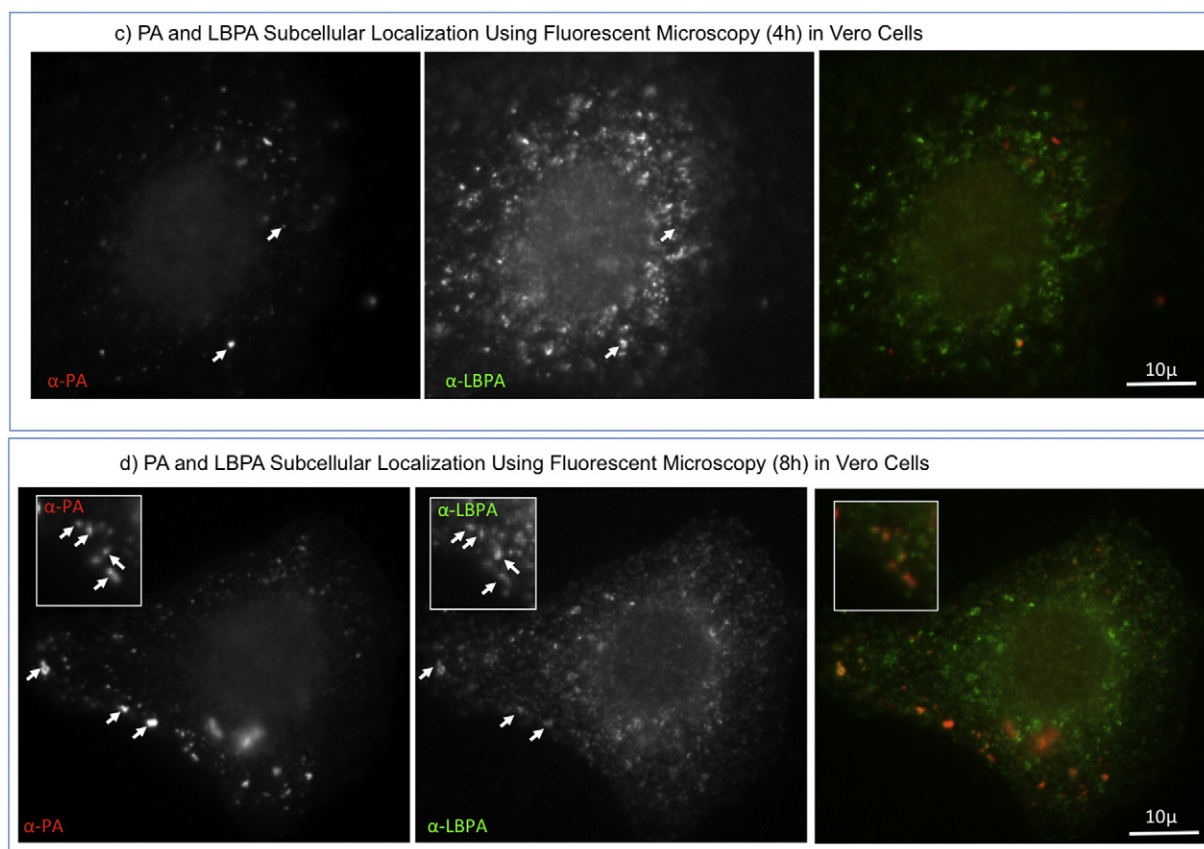 c) PA and LBPA Subcellular Localization Using Fluorescent Microscopy (4h) in Vero Cells
α-PA
α-LBPA
10µ
d) PA and LBPA Subcellular Localization Using Fluorescent Microscopy (8h) in Vero Cells
α-PA
α-LBPA
α-PA
α-LBPA
10µ